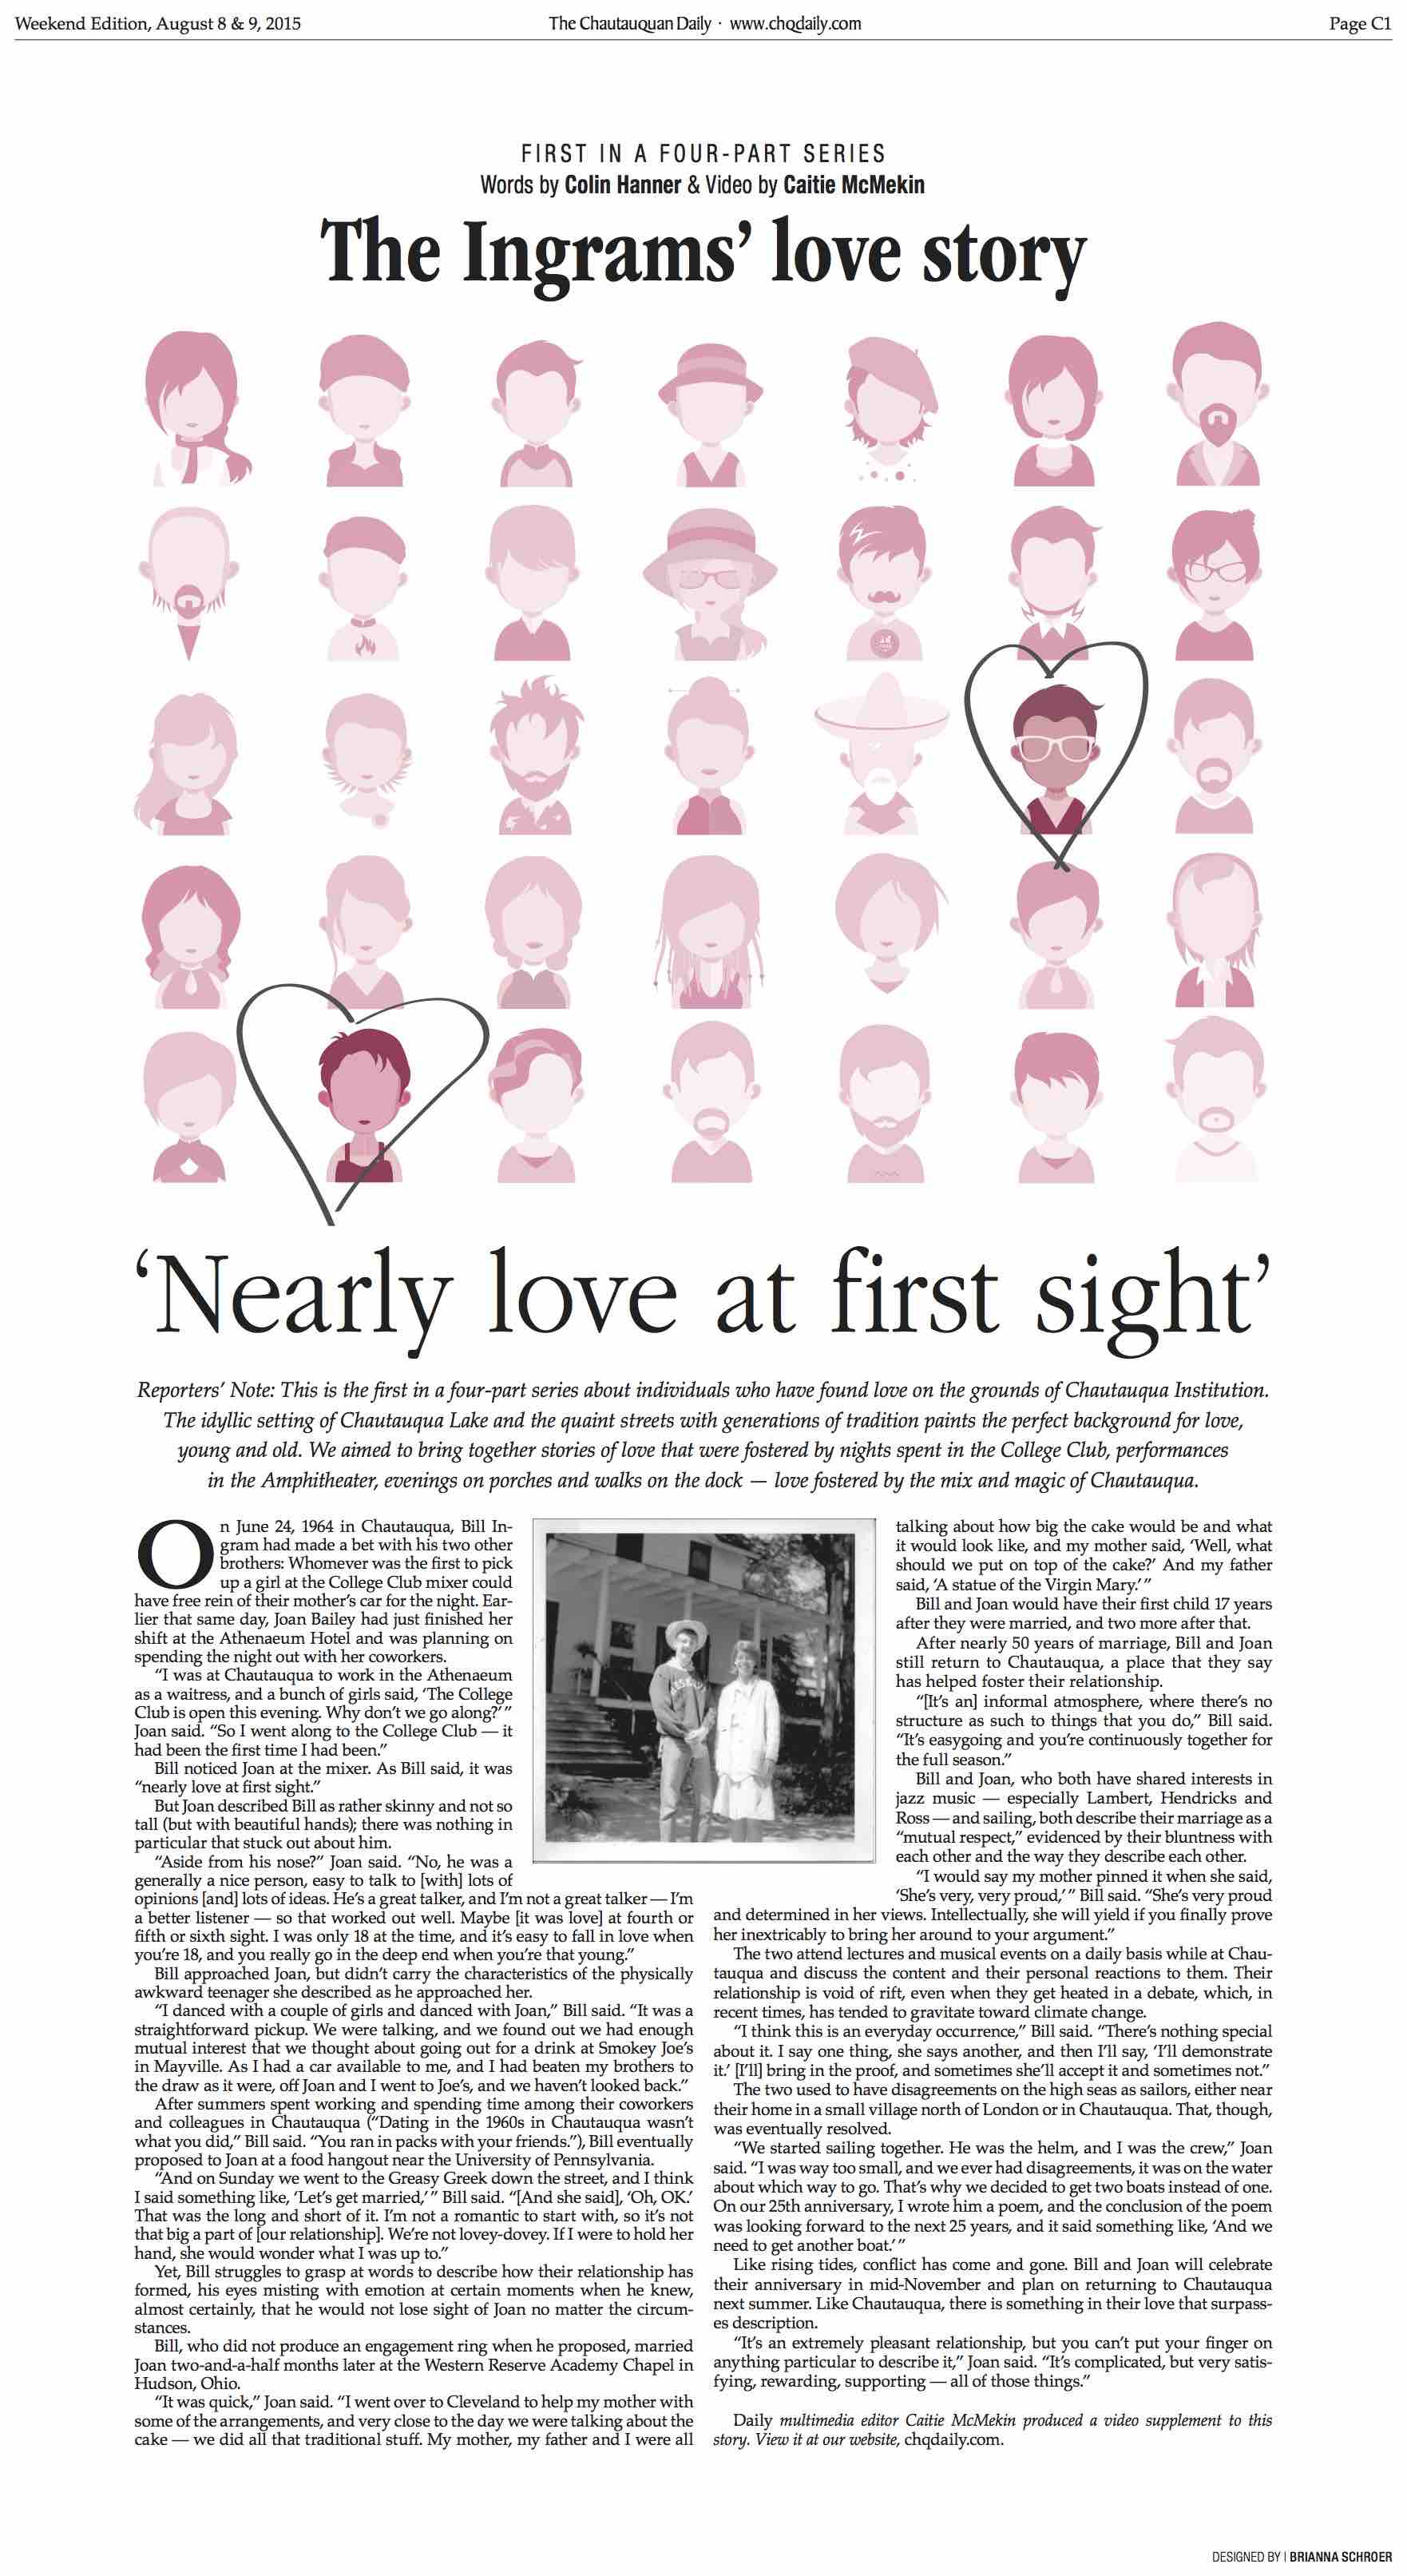 Weekend Edition, August 8 & 9, 2015
The Chautauquan Daily · www.chqdaily.com
Page C1
FIRST IN A FOUR-PART SERIES
Words by Colin Hanner & Video by Caitie McMekin
The Ingrams’ love story
‘Nearly love at first sight’
Reporters’ Note: This is the first in a four-part series about individuals who have found love on the grounds of Chautauqua Institution.
The idyllic setting of Chautauqua Lake and the quaint streets with generations of tradition paints the perfect background for love,
young and old. We aimed to bring together stories of love that were fostered by nights spent in the College Club, performances
in the Amphitheater, evenings on porches and walks on the dock — love fostered by the mix and magic of Chautauqua.
On June 24, 1964 in Chautauqua, Bill In-
gram had made a bet with his two other
brothers: Whomever was the first to pick
up a girl at the College Club mixer could
have free rein of their mother’s car for the night. Ear-
lier that same day, Joan Bailey had just finished her
shift at the Athenaeum Hotel and was planning on
spending the night out with her coworkers.
“I was at Chautauqua to work in the Athenaeum
as a waitress, and a bunch of girls said, ‘The College
Club is open this evening. Why don’t we go along?’”
Joan said. “So I went along to the College Club — it
had been the first time I had been.”
Bill noticed Joan at the mixer. As Bill said, it was
“nearly love at first sight.”
But Joan described Bill as rather skinny and not so
tall (but with beautiful hands); there was nothing in
particular that stuck out about him.
“Aside from his nose?” Joan said. “No, he was a
generally a nice person, easy to talk to [with] lots of
opinions [and] lots of ideas. He’s a great talker, and I’m not a great talker — I’m
a better listener — so that worked out well. Maybe [it was love] at fourth or
fifth or sixth sight. I was only 18 at the time, and it’s easy to fall in love when
you’re 18, and you really go in the deep end when you’re that young.”
Bill approached Joan, but didn’t carry the characteristics of the physically
awkward teenager she described as he approached her.
“I danced with a couple of girls and danced with Joan,” Bill said. “It was a
straightforward pickup. We were talking, and we found out we had enough
mutual interest that we thought about going out for a drink at Smokey Joe’s
in Mayville. As I had a car available to me, and I had beaten my brothers to
the draw as it were, off Joan and I went to Joe’s, and we haven’t looked back.”
After summers spent working and spending time among their coworkers
and colleagues in Chautauqua (“Dating in the 1960s in Chautauqua wasn’t
what you did,” Bill said. “You ran in packs with your friends.”), Bill eventually
proposed to Joan at a food hangout near the University of Pennsylvania.
“And on Sunday we went to the Greasy Greek down the street, and I think
I said something like, ‘Let’s get married,’” Bill said. “[And she said], ‘Oh, OK.’
That was the long and short of it. I’m not a romantic to start with, so it’s not
that big a part of [our relationship]. We’re not lovey-dovey. If I were to hold her
hand, she would wonder what I was up to.”
Yet, Bill struggles to grasp at words to describe how their relationship has
formed, his eyes misting with emotion at certain moments when he knew,
almost certainly, that he would not lose sight of Joan no matter the circum-
stances.
Bill, who did not produce an engagement ring when he proposed, married
Joan two-and-a-half months later at the Western Reserve Academy Chapel in
Hudson, Ohio.
“It was quick,” Joan said. “I went over to Cleveland to help my mother with
some of the arrangements, and very close to the day we were talking about the
cake — we did all that traditional stuff. My mother, my father and I were all
talking about how big the cake would be and what
it would look like, and my mother said, ‘Well, what
should we put on top of the cake?’ And my father
said, ‘A statue of the Virgin Mary.’”
Bill and Joan would have their first child 17 years
after they were married, and two more after that.
After nearly 50 years of marriage, Bill and Joan
still return to Chautauqua, a place that they say
has helped foster their relationship.
“[It’s an] informal atmosphere, where there’s no
structure as such to things that you do,” Bill said.
“It’s easygoing and you’re continuously together for
the full season.”
Bill and Joan, who both have shared interests in
jazz music — especially Lambert, Hendricks and
Ross — and sailing, both describe their marriage as a
“mutual respect,” evidenced by their bluntness with
each other and the way they describe each other.
“I would say my mother pinned it when she said,
‘She’s very, very proud,’” Bill said. “She’s very proud
and determined in her views. Intellectually, she will yield if you finally prove
her inextricably to bring her around to your argument.”
The two attend lectures and musical events on a daily basis while at Chau-
tauqua and discuss the content and their personal reactions to them. Their
relationship is void of rift, even when they get heated in a debate, which, in
recent times, has tended to gravitate toward climate change.
“I think this is an everyday occurrence,” Bill said. “There’s nothing special
about it. I say one thing, she says another, and then I’ll say, ‘I’ll demonstrate
it.’ [I’ll] bring in the proof, and sometimes she’ll accept it and sometimes not.”
The two used to have disagreements on the high seas as sailors, either near
their home in a small village north of London or in Chautauqua. That, though,
was eventually resolved.
“We started sailing together. He was the helm, and I was the crew,” Joan
said. “I was way too small, and we ever had disagreements, it was on the water
about which way to go. That’s why we decided to get two boats instead of one.
On our 25th anniversary, I wrote him a poem, and the conclusion of the poem
was looking forward to the next 25 years, and it said something like, ‘And we
need to get another boat.’”
Like rising tides, conflict has come and gone. Bill and Joan will celebrate
their anniversary in mid-November and plan on returning to Chautauqua
next summer. Like Chautauqua, there is something in their love that surpass-
es description.
“It’s an extremely pleasant relationship, but you can’t put your finger on
anything particular to describe it,” Joan said. “It’s complicated, but very satis-
fying, rewarding, supporting — all of those things.”
Daily multimedia editor Caitie McMekin produced a video supplement to this
story. View it at our website, chqdaily.com.
DESIGNED BY | BRIANNA SCHROER